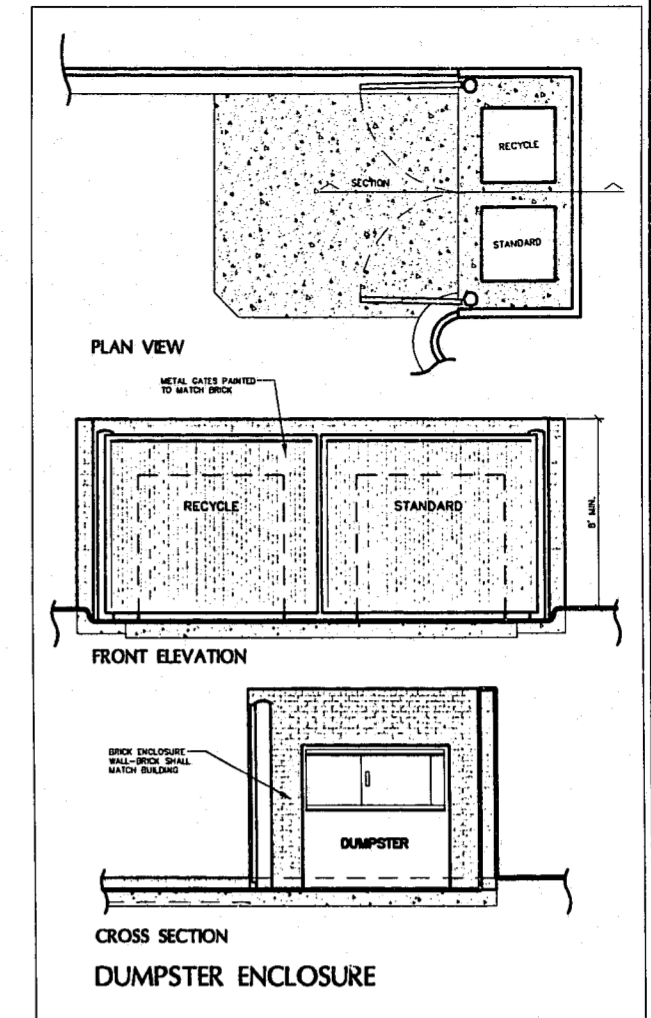 RECYCLE
SECTION
STANDARD
PLAN VIEW
METAL GATES PAINTED
TO MATCH BRICK
RECYCLE
STANDARD
8' MIN.
FRONT ELEVATION
BRICK ENCLOSURE
WALL-BRICK SHALL
MATCH BUILDING
DUMPSTER
CROSS SECTION
DUMPSTER ENCLOSURE